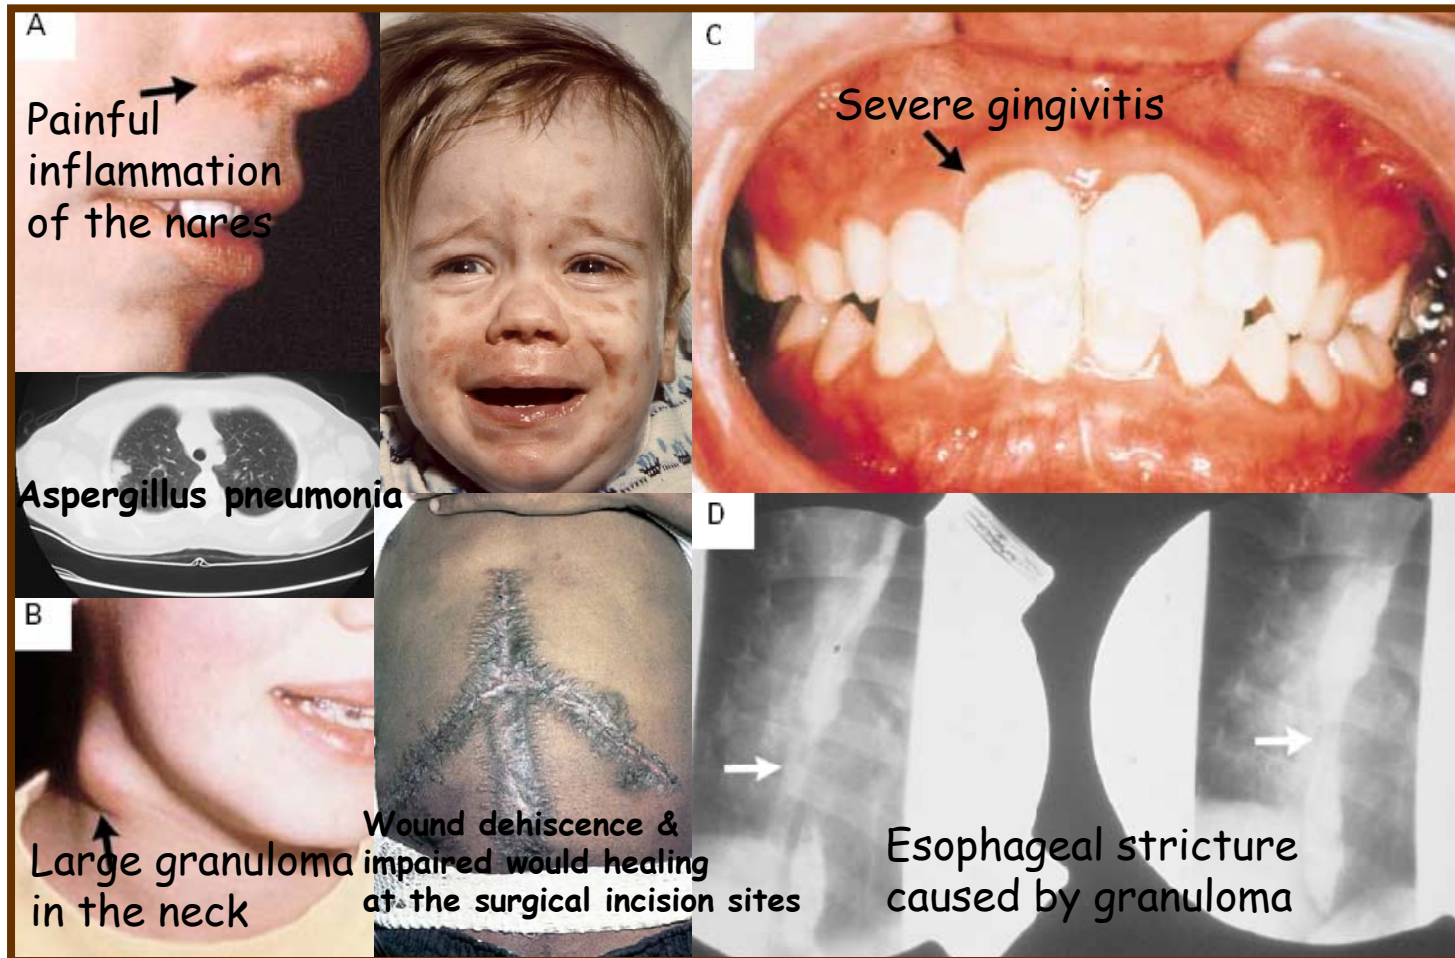 A
Painful
inflammation
of the nares
C
Severe gingivitis
Aspergillus pneumonia
B
Large granuloma
in the neck
Wound dehiscence &
impaired would healing
at the surgical incision sites
D
Esophageal stricture
caused by granuloma